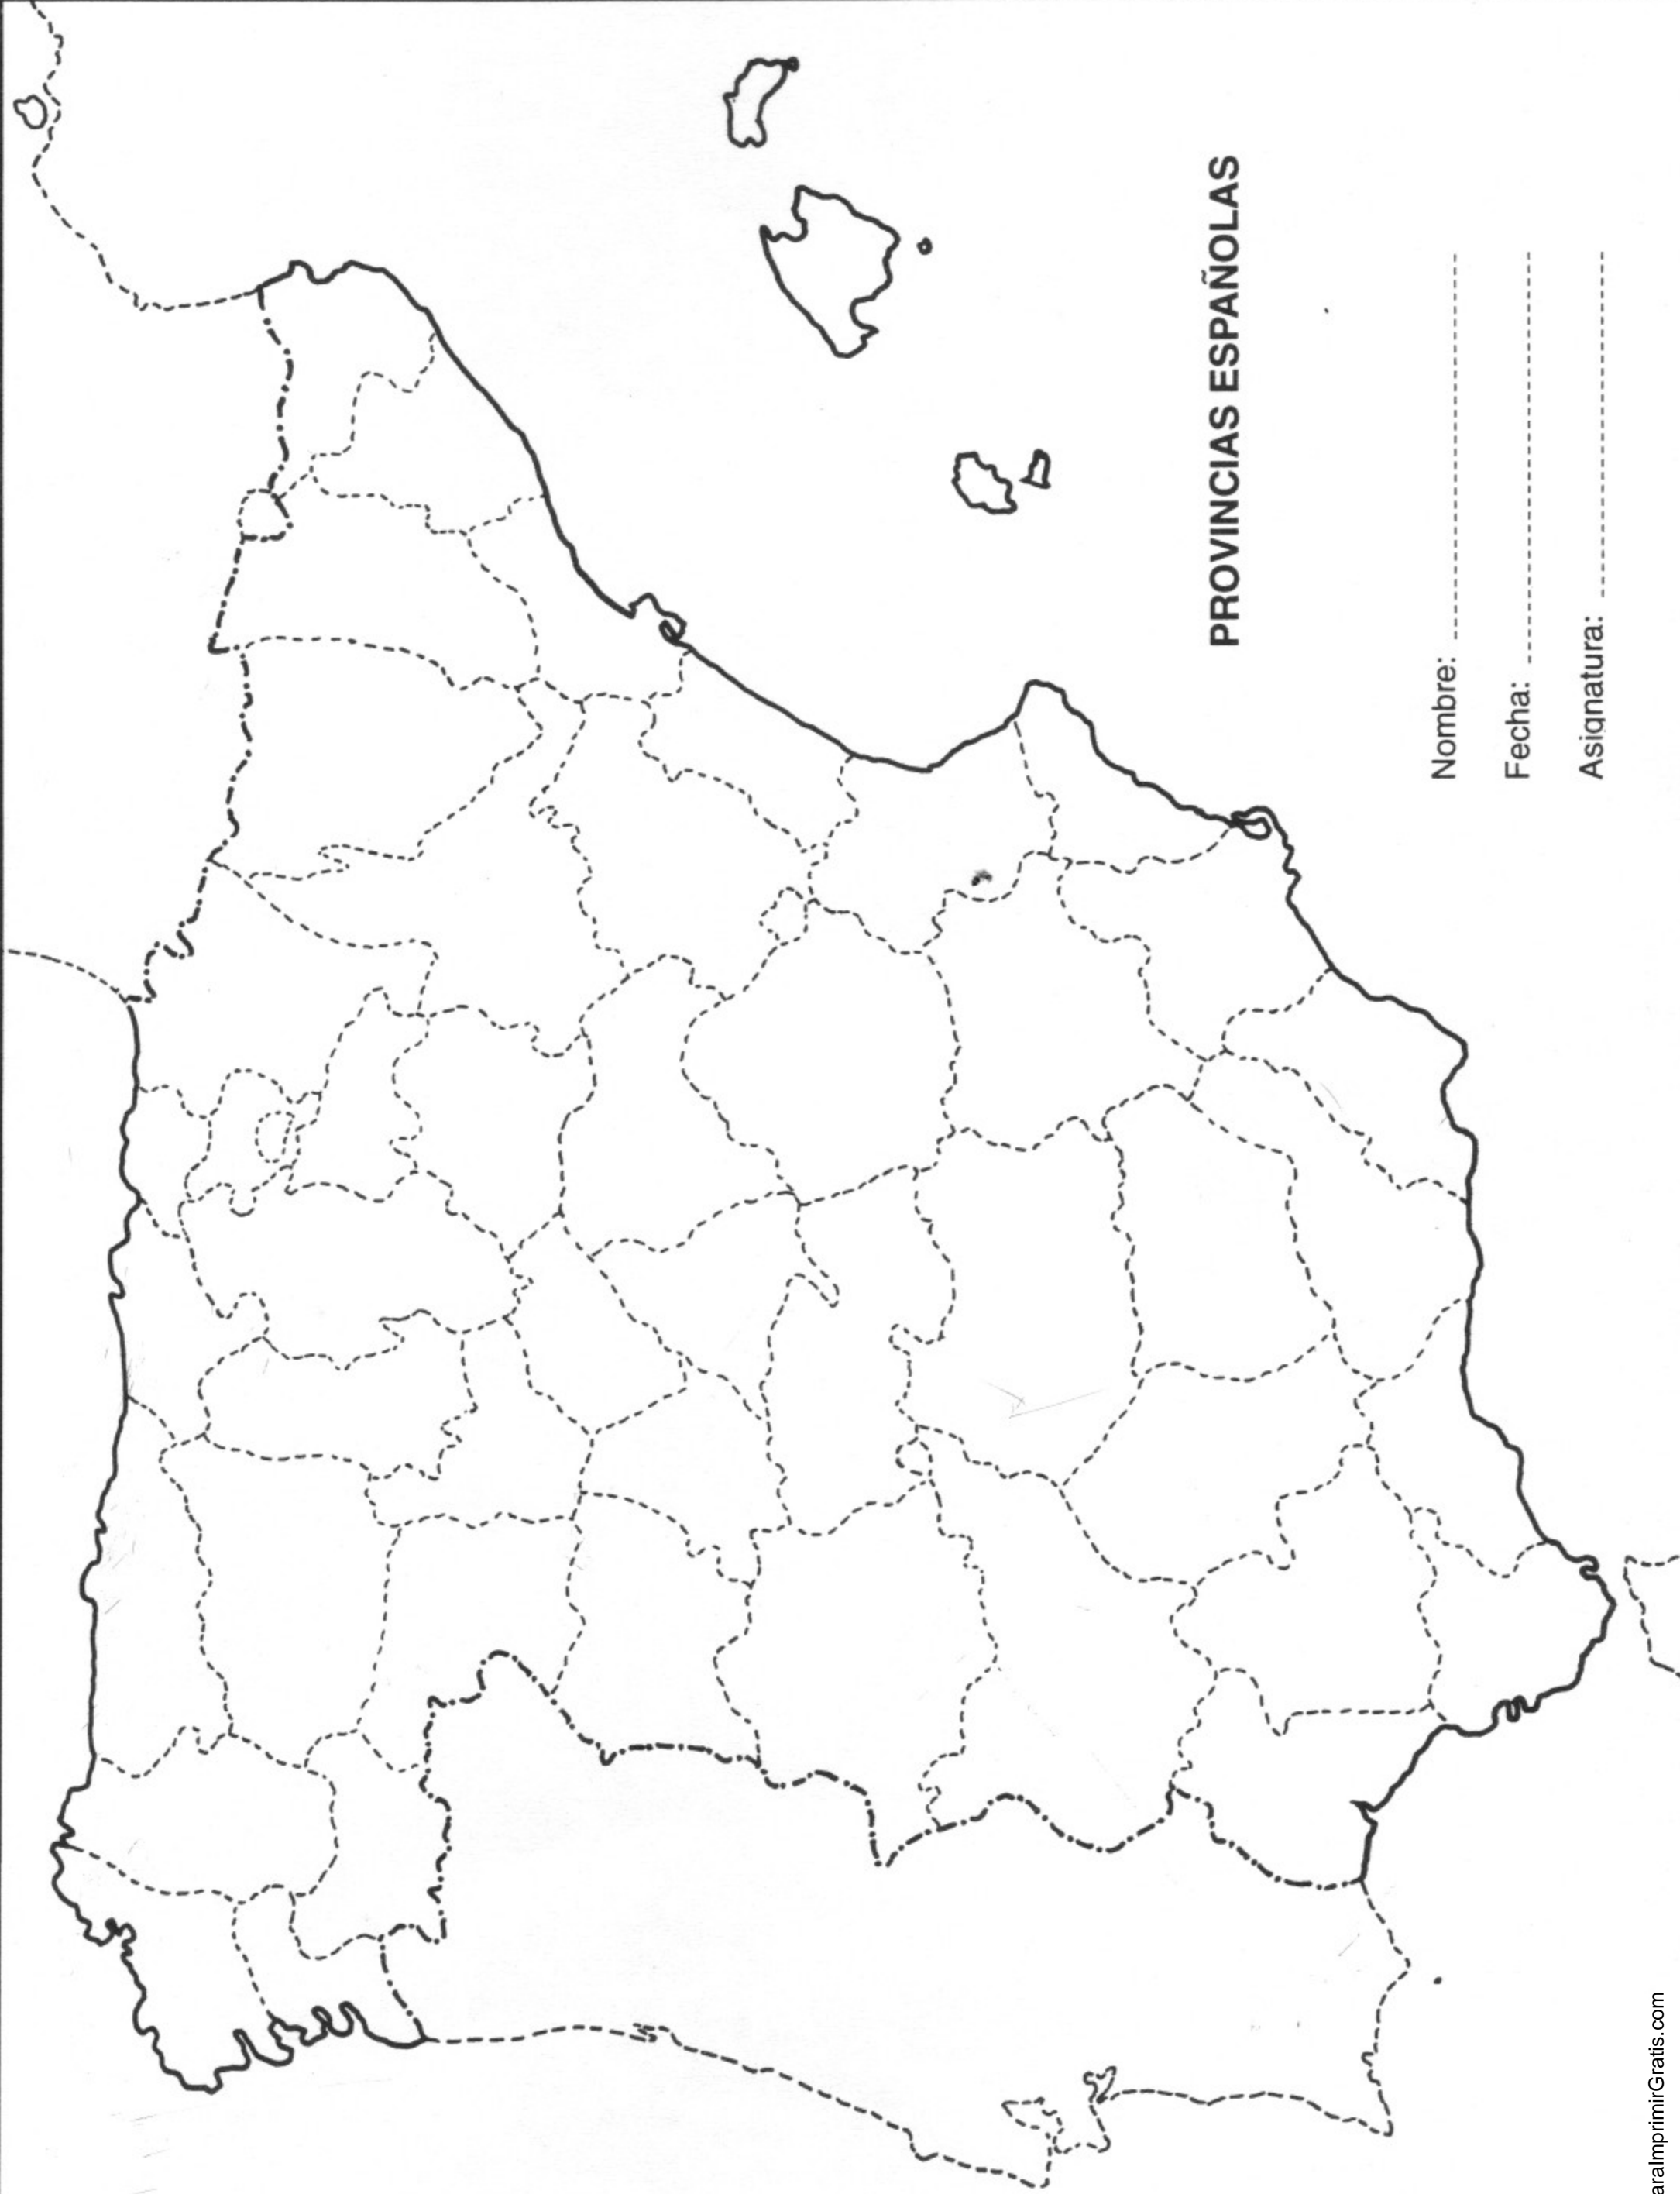 PROVINCIAS ESPAÑOLAS
Nombre:
Fecha:
Asignatura:
araImprimirGratis.com